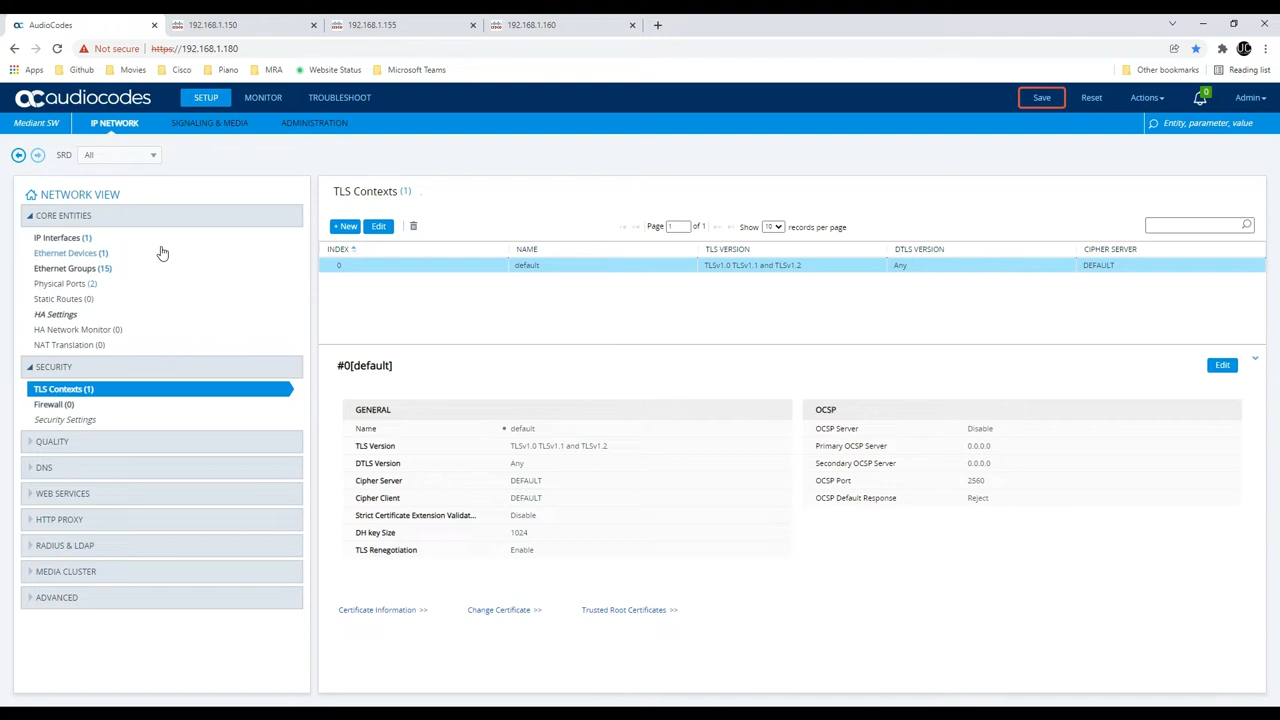 AudioCodes
192.168.1.150
192.168.1.155
192.168.1.160
Not secure https://192.168.1.180
JC
Apps Github Movies Cisco Piano MRA Website Status Microsoft Teams Other bookmarks Reading list
audiocodes SETUP MONITOR TROUBLESHOOT Save Reset Actions 0 Admin
Mediant SW IP NETWORK SIGNALING & MEDIA ADMINISTRATION Entity, parameter, value
SRD All
NETWORK VIEW
CORE ENTITIES
IP Interfaces (1)
Ethernet Devices (1)
Ethernet Groups (15)
Physical Ports (2)
Static Routes (0)
HA Settings
HA Network Monitor (0)
NAT Translation (0)
SECURITY
TLS Contexts (1)
Firewall (0)
Security Settings
QUALITY
DNS
WEB SERVICES
HTTP PROXY
RADIUS & LDAP
MEDIA CLUSTER
ADVANCED
TLS Contexts (1)
+ New Edit Page 1 of 1 Show 10 records per page
INDEX NAME TLS VERSION DTLS VERSION CIPHER SERVER
0 default TLSv1.0 TLSv1.1 and TLSv1.2 Any DEFAULT
#0[default] Edit
GENERAL
Name default
TLS Version TLSv1.0 TLSv1.1 and TLSv1.2
DTLS Version Any
Cipher Server DEFAULT
Cipher Client DEFAULT
Strict Certificate Extension Validat... Disable
DH key Size 1024
TLS Renegotiation Enable
OCSP
OCSP Server Disable
Primary OCSP Server 0.0.0.0
Secondary OCSP Server 0.0.0.0
OCSP Port 2560
OCSP Default Response Reject
Certificate Information >> Change Certificate >> Trusted Root Certificates >>